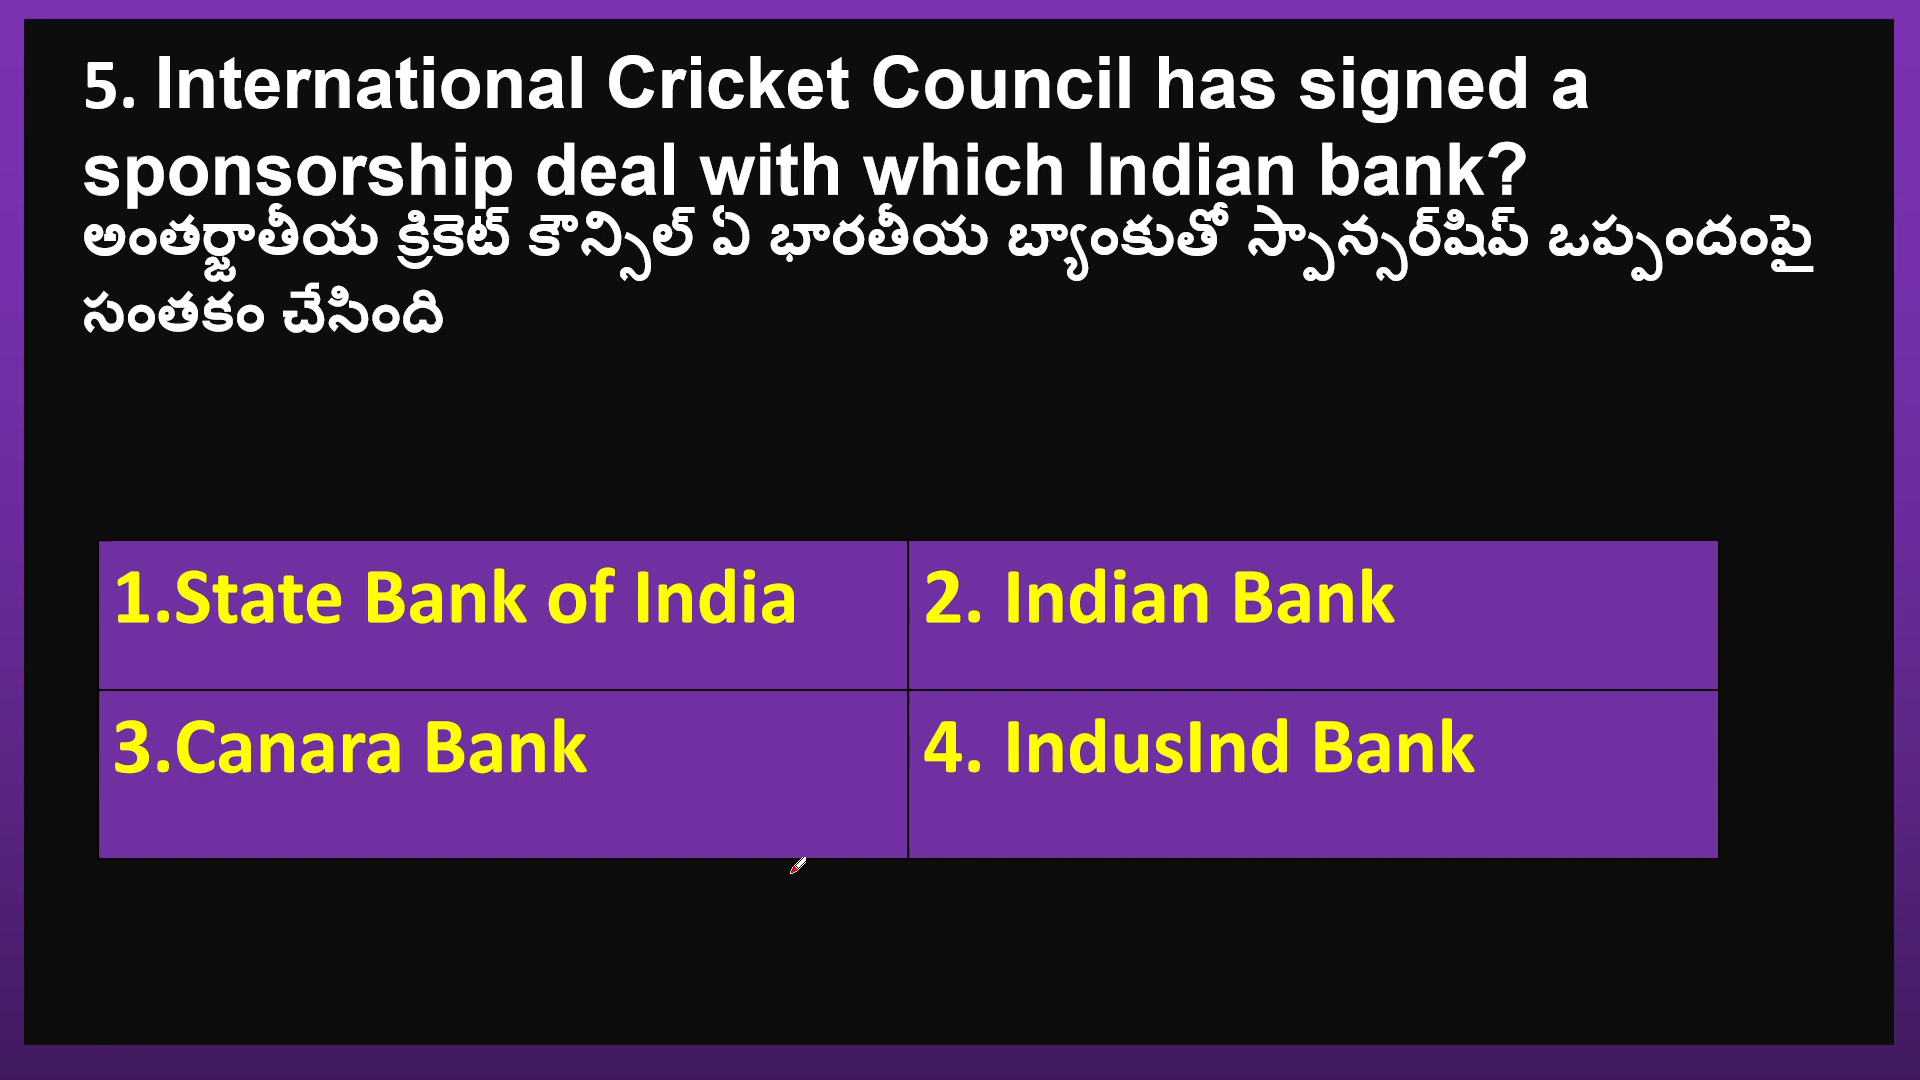 5. International Cricket Council has signed a
sponsorship deal with which Indian bank?
అంతర్జాతీయ క్రికెట్ కౌన్సిల్ ఏ భారతీయ బ్యాంకుతో స్పాన్సర్‌షిప్ ఒప్పందంపై
సంతకం చేసింది
1.State Bank of India
2. Indian Bank
3.Canara Bank
4. IndusInd Bank